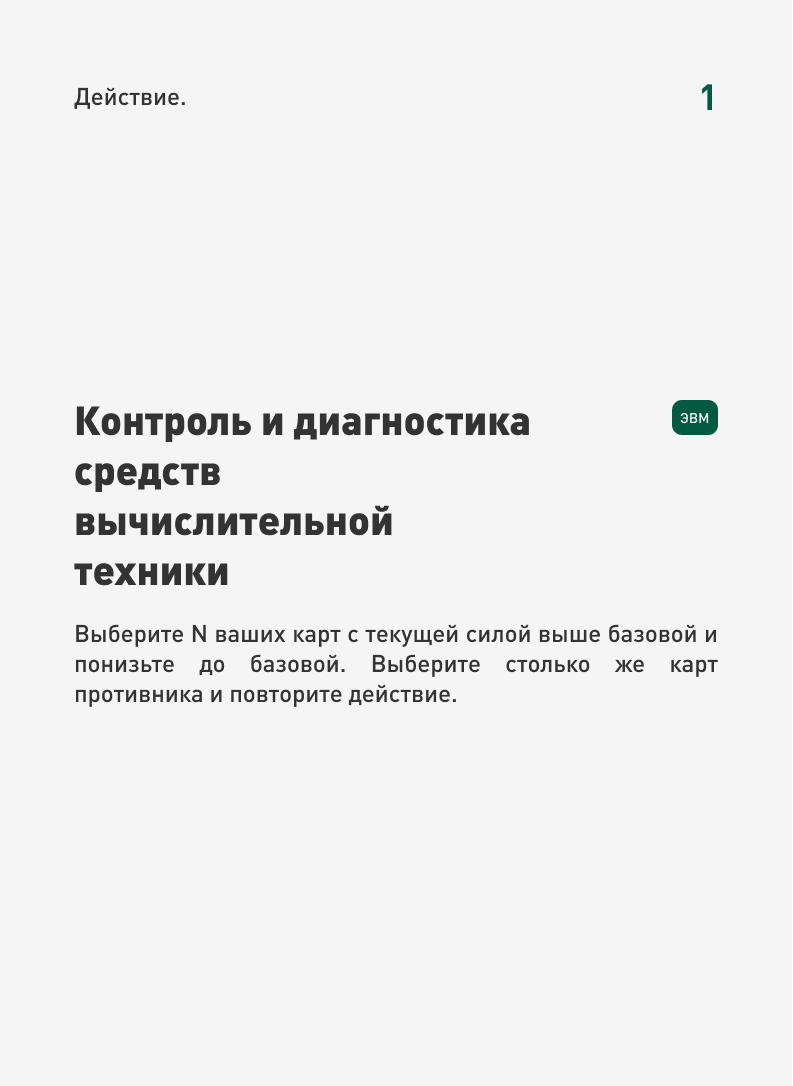 Действие.
1
Контроль и диагностика
средств
вычислительной
техники
ЭВМ
Выберите N ваших карт с текущей силой выше базовой и
понизьте до базовой. Выберите столько же карт
противника и повторите действие.